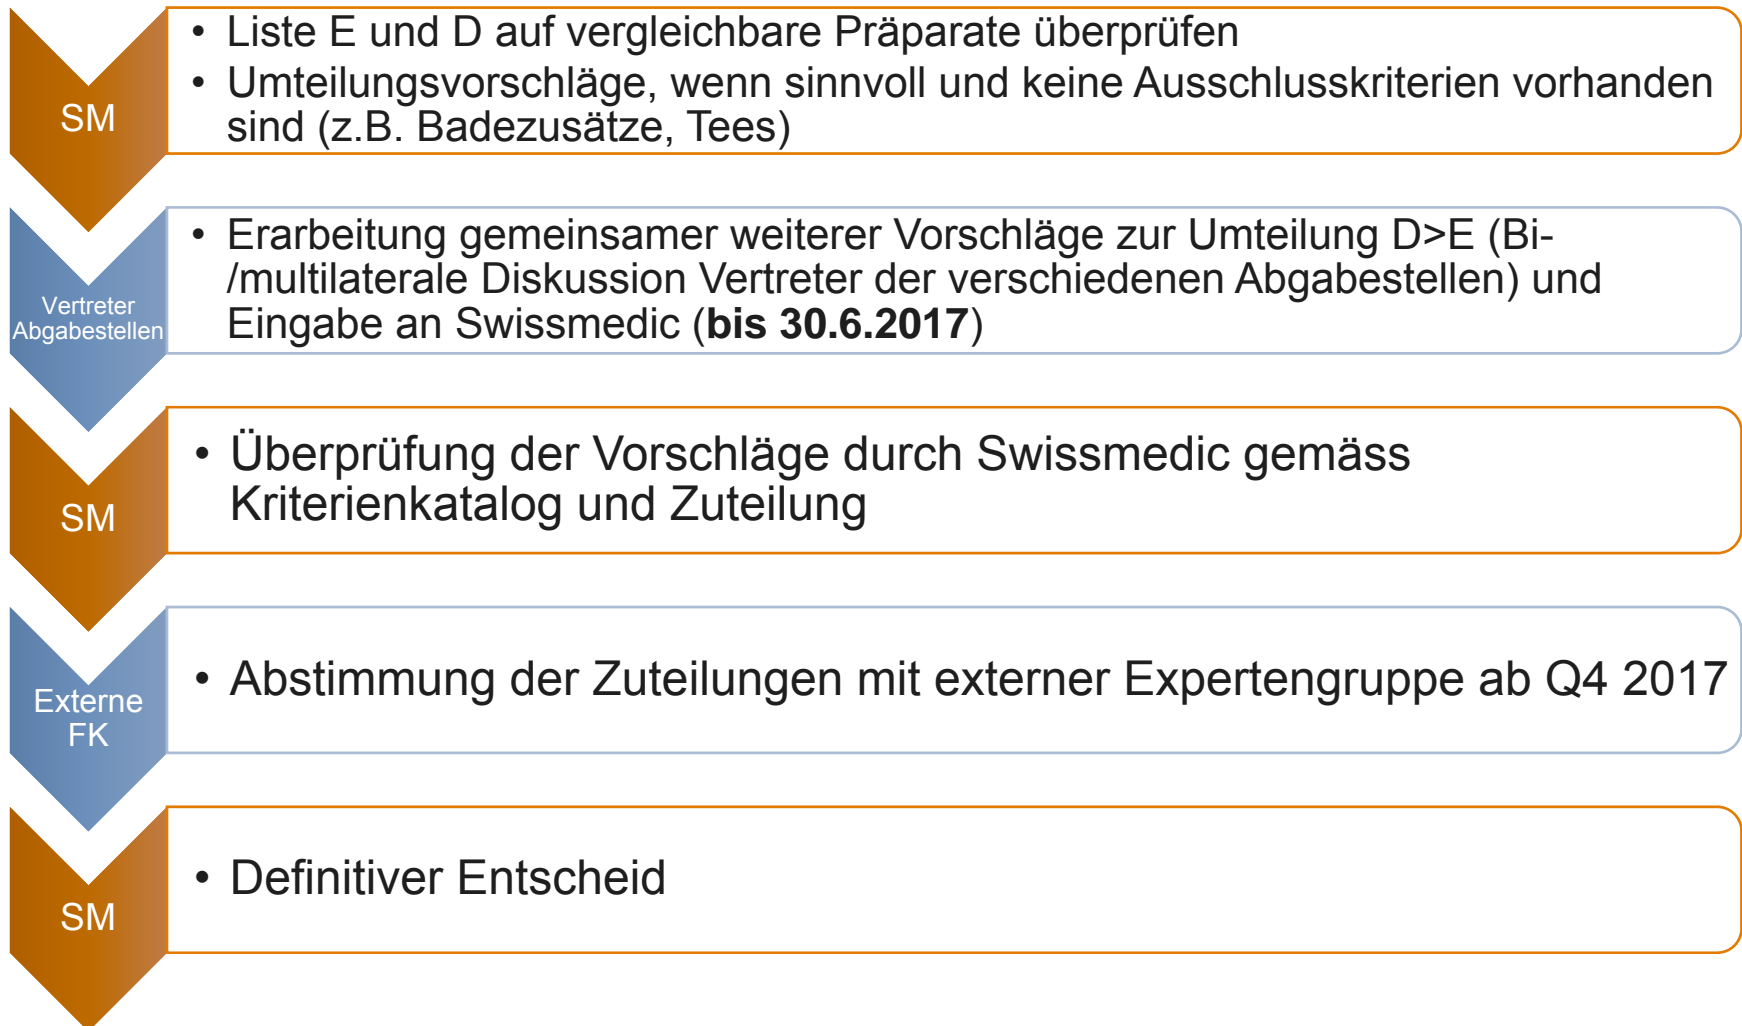 SM
• Liste E und D auf vergleichbare Präparate überprüfen
• Umteilungsvorschläge, wenn sinnvoll und keine Ausschlusskriterien vorhanden
sind (z.B. Badezusätze, Tees)
Vertreter
Abgabestellen
• Erarbeitung gemeinsamer weiterer Vorschläge zur Umteilung D>E (Bi-
/multilaterale Diskussion Vertreter der verschiedenen Abgabestellen) und
Eingabe an Swissmedic (bis 30.6.2017)
SM
• Überprüfung der Vorschläge durch Swissmedic gemäss
Kriterienkatalog und Zuteilung
Externe
FK
• Abstimmung der Zuteilungen mit externer Expertengruppe ab Q4 2017
SM
• Definitiver Entscheid